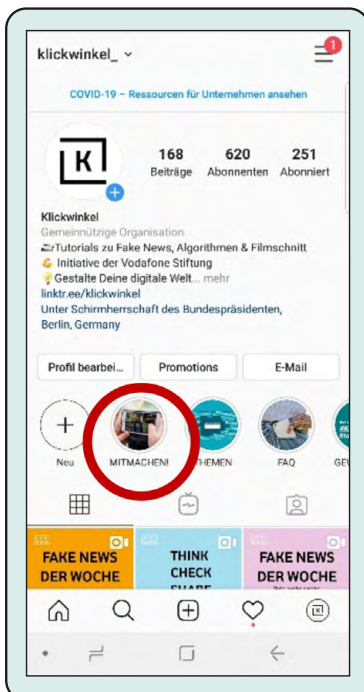 klickwinkel_
1
COVID-19 – Ressourcen für Unternehmen ansehen
K
168 620 251
Beiträge Abonnenten Abonniert
Klickwinkel
Gemeinnützige Organisation
Tutorials zu Fake News, Algorithmen & Filmschnitt
Initiative der Vodafone Stiftung
Gestalte Deine digitale Welt... mehr
linktr.ee/klickwinkel
Unter Schirmherrschaft des Bundespräsidenten,
Berlin, Germany
Profil bearbei... Promotions E-Mail
Neu MITMACHEN! THEMEN FAQ GEW
FAKE NEWS
DER WOCHE
THINK
CHECK
SHARE
FAKE NEWS
DER WOCHE